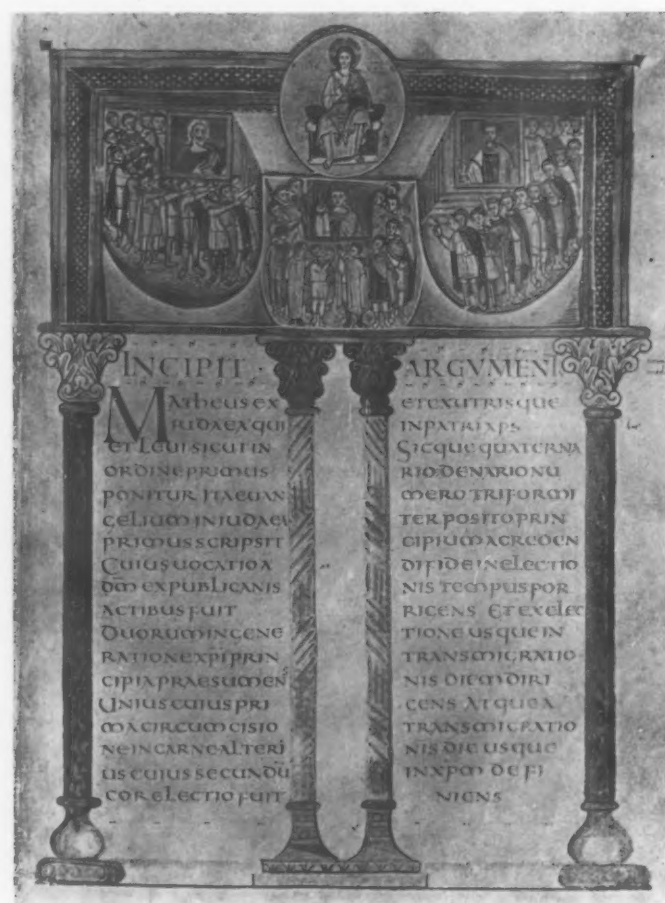 INCIPIT · ARGVMENT
MATHEUS EX
IUDAEA QUI
ET LEUI SICUT IN
ORDINE PRIMUS
PONITUR ITA EUAN
GELIUM IN IUDAEA
PRIMUS SCRIPSIT
CUIUS UOCATIO A
DM EX PUBLICANIS
ACTIBUS FUIT
DUORUM IN GENE
RATIONE XPI PRIN
CIPIA PRAESUMENS
UNIUS CUIUS PRI
MA CIRCUMCISIO
NE IN CARNE ALTERI
US CUIUS SECUNDU
COR ELECTIO FUIT
ET EX UTRISQUE
IN PATRI XPS
SICQUE QUATERNA
RIO DENARIO NU
MERO TRIFORMI
TER POSITO PRIN
CIPIUM A CREDEN
DI FIDE IN ELECTIO
NIS TEMPUS POR
RIGENS ET EX ELEC
TIONE USQUE IN
TRANSMIGRATIO
NIS DIEM DIRI
GENS ATQUE A
TRANSMIGRATIO
NIS DIE USQUE
IN XPM DEFI
NIENS